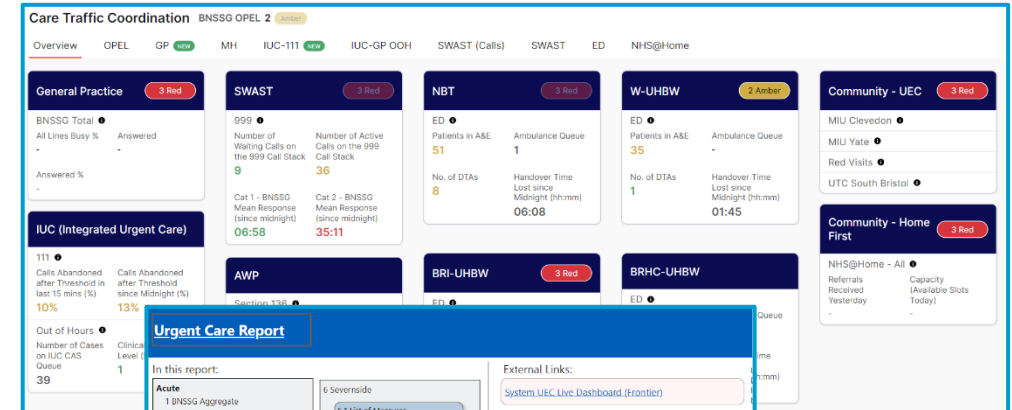 Care Traffic Coordination BNSSG OPEL 2 Amber
Overview OPEL GP NEW MH IUC-111 NEW IUC-GP OOH SWAST (Calls) SWAST ED NHS@Home
General Practice 3 Red
BNSSG Total
All Lines Busy % Answered
- -
Answered %
-
IUC (Integrated Urgent Care)
111
Calls Abandoned after Threshold in last 15 mins (%)
10%
Calls Abandoned after Threshold since Midnight (%)
13%
Out of Hours
Number of Cases on IUC CAS Queue
39
Clinical
Level
1
SWAST 3 Red
999
Number of Waiting Calls on the 999 Call Stack
9
Number of Active Calls on the 999 Call Stack
36
Cat 1 - BNSSG Mean Response (since midnight)
06:58
Cat 2 - BNSSG Mean Response (since midnight)
35:11
AWP
Section 136
NBT 3 Red
ED
Patients in A&E
51
Ambulance Queue
1
No. of DTAs
8
Handover Time Lost since Midnight (hh:mm)
06:08
BRI-UHBW 3 Red
ED
W-UHBW 2 Amber
ED
Patients in A&E
35
Ambulance Queue
-
No. of DTAs
1
Handover Time Lost since Midnight (hh:mm)
01:45
BRHC-UHBW
ED
Queue
Community - UEC 3 Red
MIU Clevedon
MIU Yate
Red Visits
UTC South Bristol
Community - Home First 3 Red
NHS@Home - All
Referrals Received Yesterday
-
Capacity (Available Slots Today)
-
Urgent Care Report
In this report:
Acute
1 BNSSG Aggregate
6 Severnside
External Links:
System UEC Live Dashboard (Frontier)